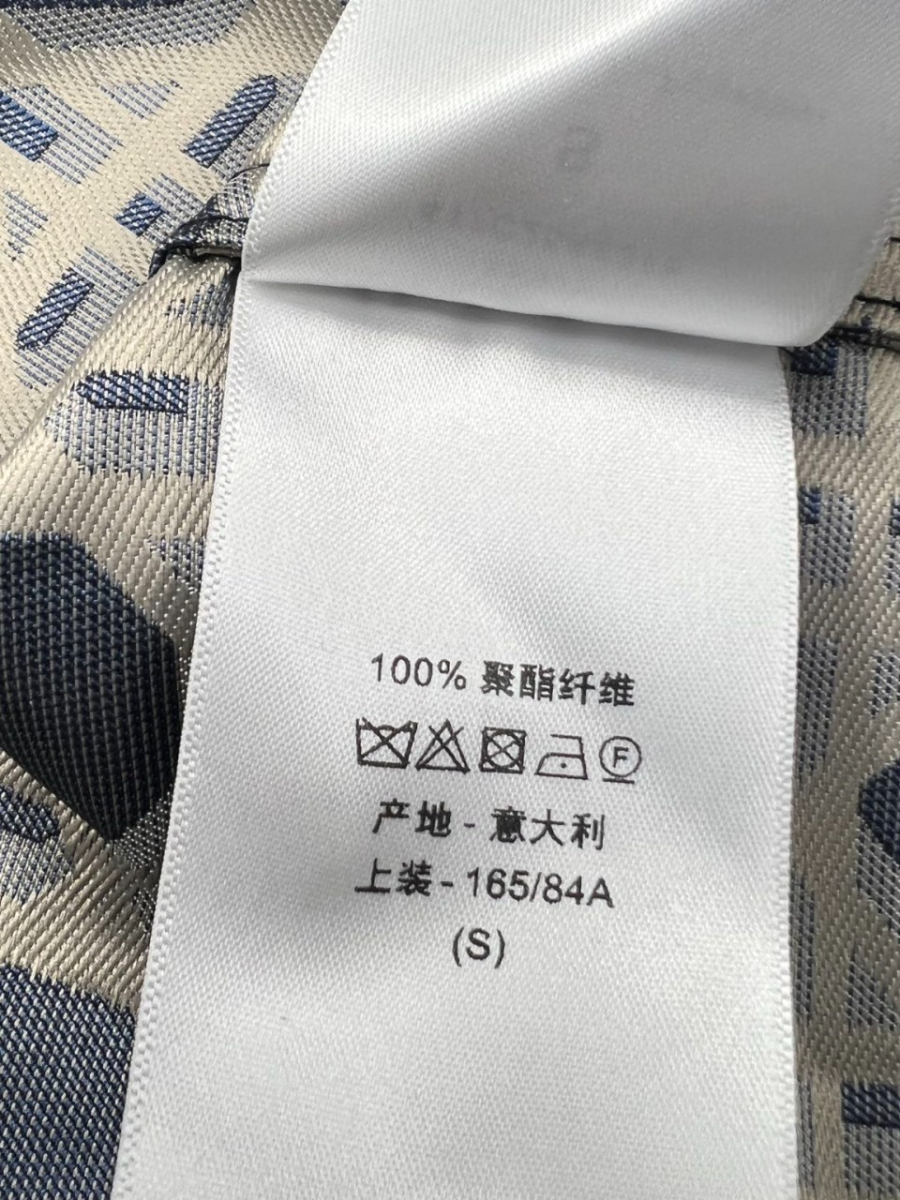 100% 聚酯纤维
F
产地 - 意大利
上装 - 165/84A
(S)